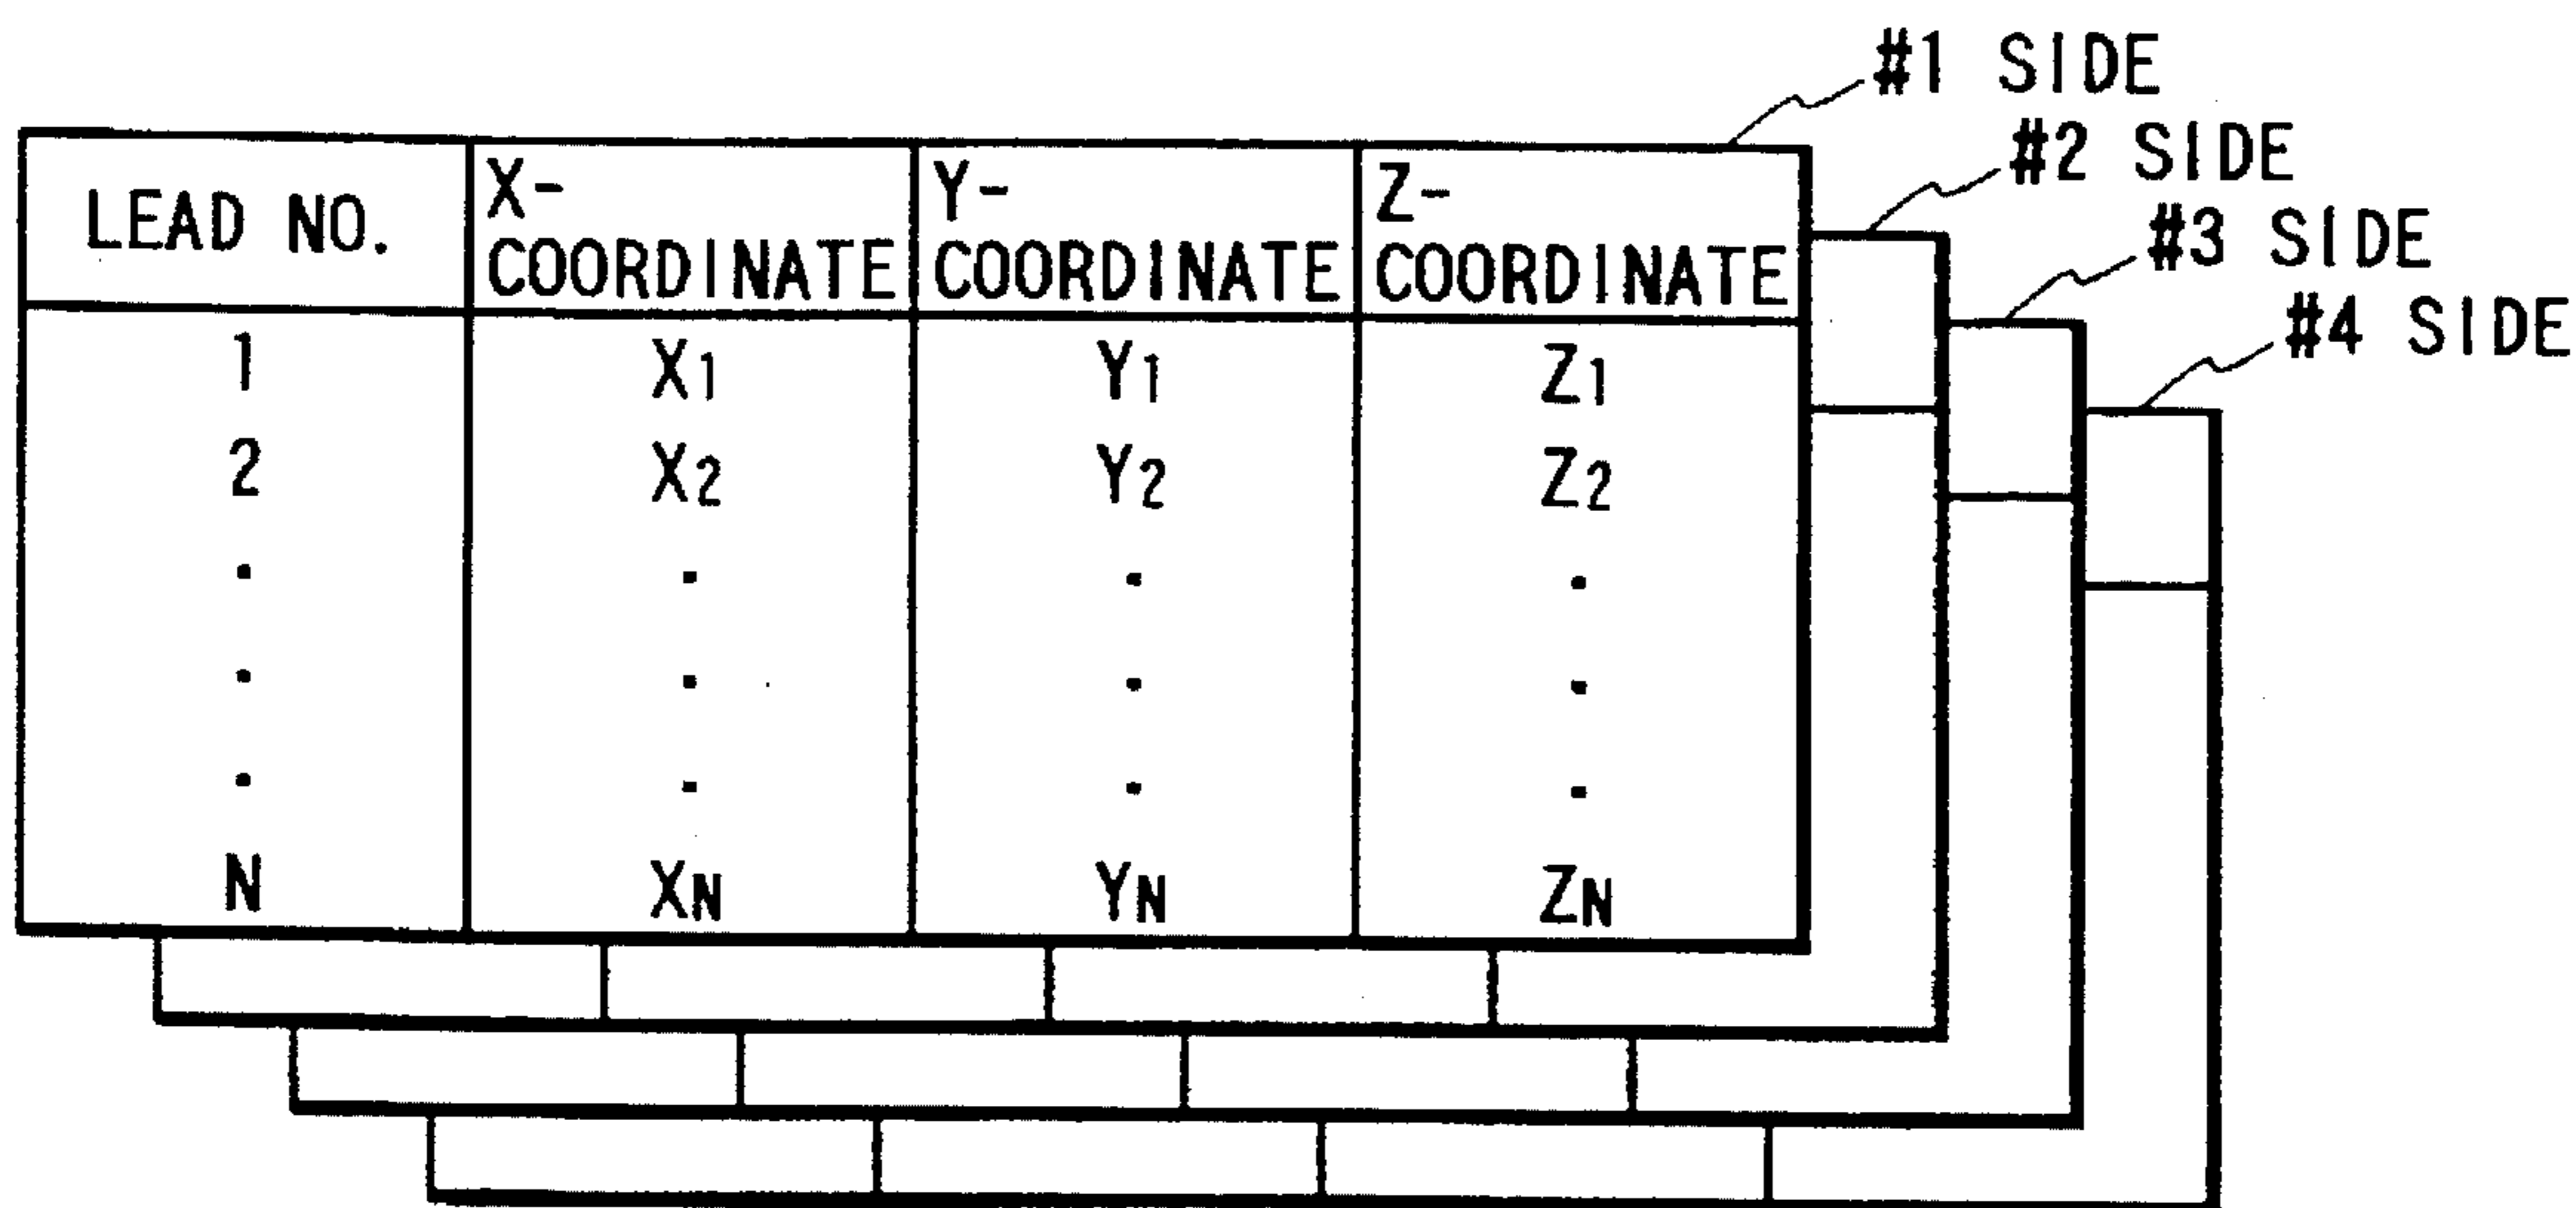 #1 SIDE
#2 SIDE
#3 SIDE
#4 SIDE
LEAD NO. X-COORDINATE Y-COORDINATE Z-COORDINATE
1 X1 Y1 Z1
2 X2 Y2 Z2
. . . .
. . . .
. . . .
N XN YN ZN